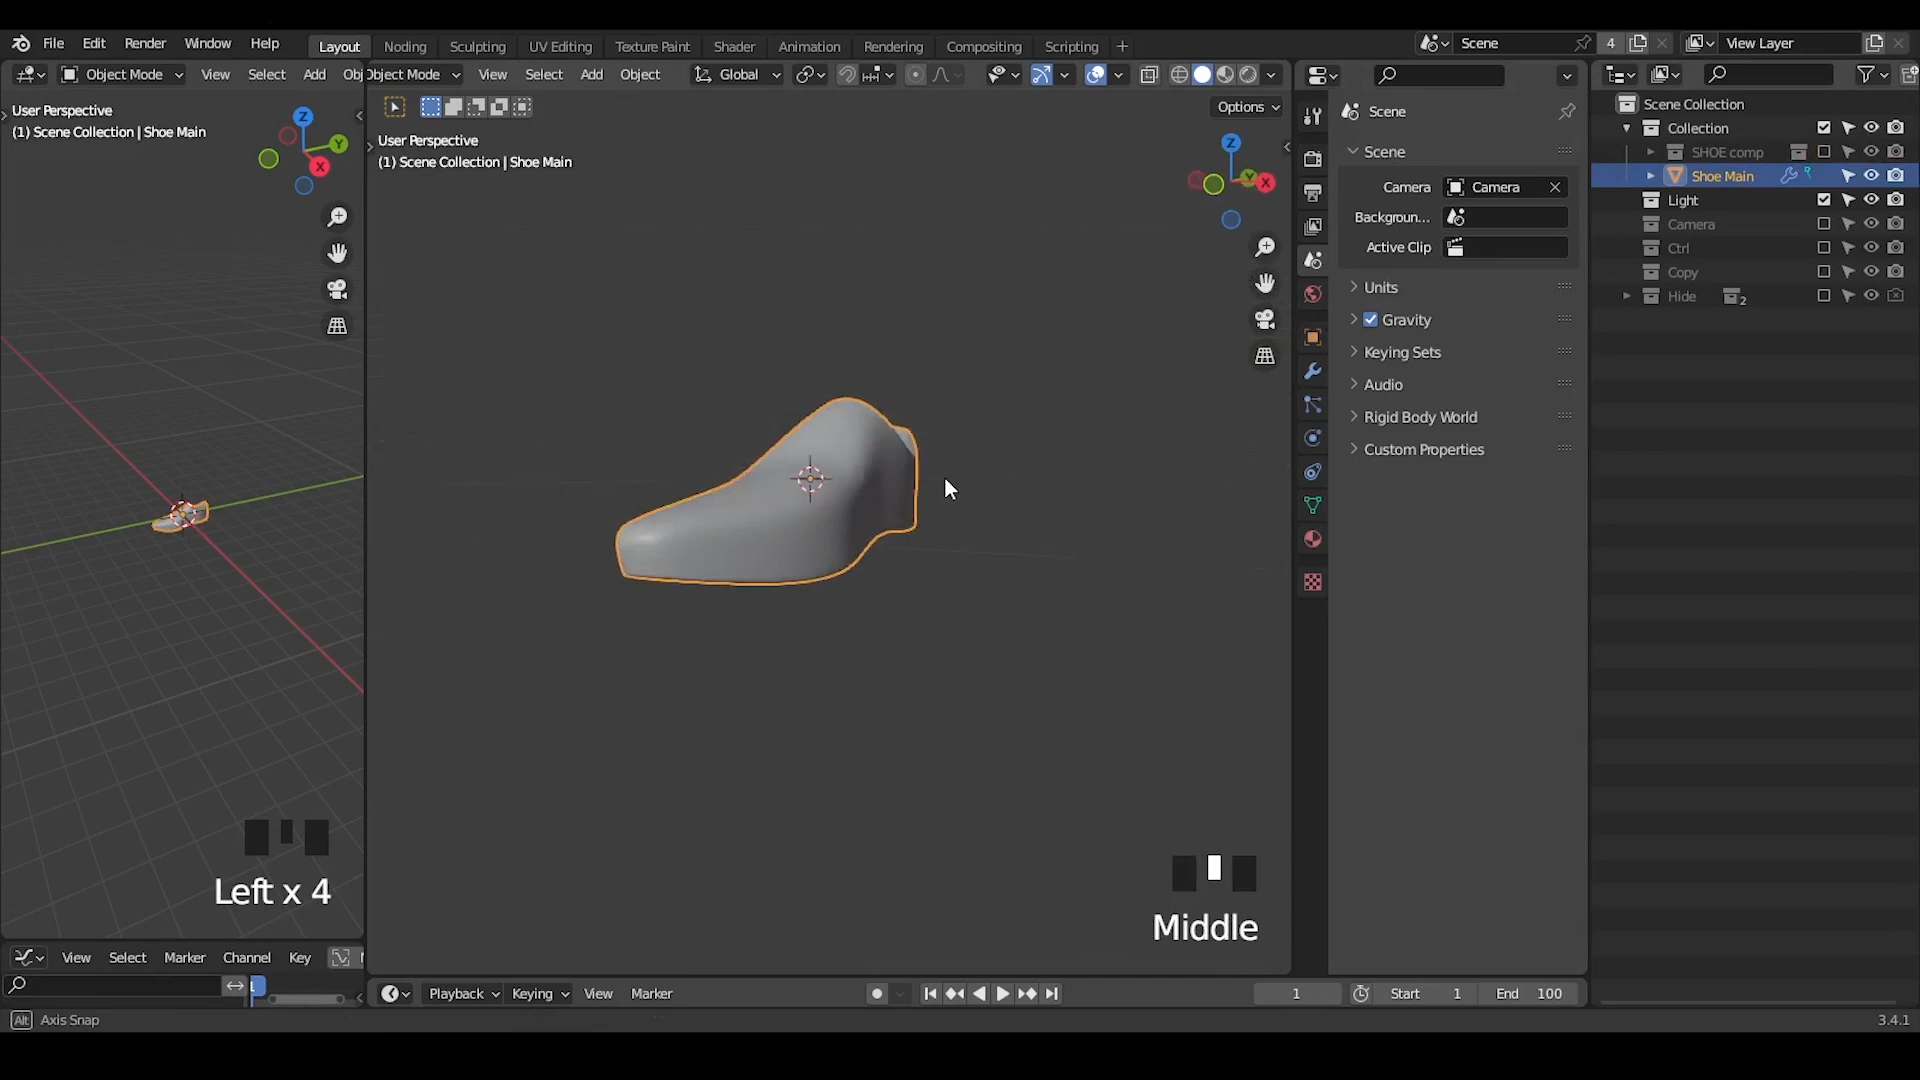 File Edit Render Window Help Layout Noding Sculpting UV Editing Texture Paint Shader Animation Rendering Compositing Scripting + Scene 4 View Layer
Object Mode View Select Add Obj Object Mode View Select Add Object Global
Options
User Perspective
(1) Scene Collection | Shoe Main
Z
Y
X
User Perspective
(1) Scene Collection | Shoe Main
Z
Y
X
Scene
Scene
Camera Camera
Backgroun...
Active Clip
Units
Gravity
Keying Sets
Audio
Rigid Body World
Custom Properties
Scene Collection
Collection
SHOE comp
Shoe Main
Light
Camera
Ctrl
Copy
Hide 2
Left x 4
Middle
View Select Marker Channel Key
1
Playback Keying View Marker 1 Start 1 End 100
Alt Axis Snap 3.4.1